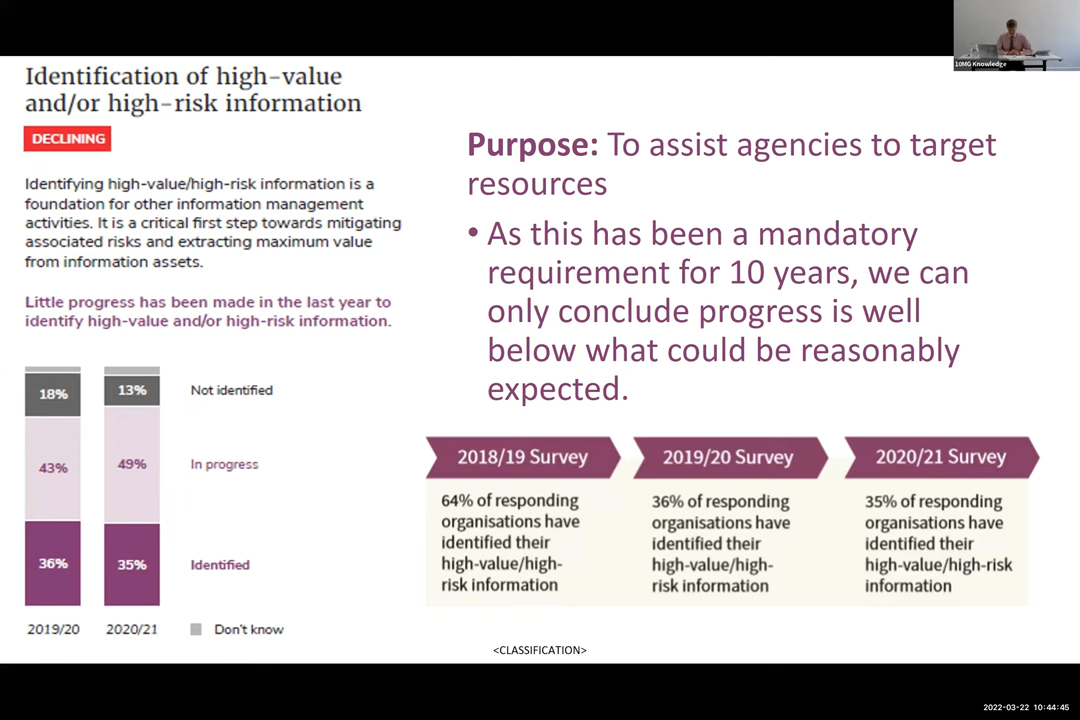 10MG Knowledge
Identification of high-value
and/or high-risk information
DECLINING
Identifying high-value/high-risk information is a
foundation for other information management
activities. It is a critical first step towards mitigating
associated risks and extracting maximum value
from information assets.
Little progress has been made in the last year to
identify high-value and/or high-risk information.
18%
13%
Not identified
43%
49%
In progress
36%
35%
Identified
2019/20
2020/21
Don't know
Purpose: To assist agencies to target
resources
• As this has been a mandatory
requirement for 10 years, we can
only conclude progress is well
below what could be reasonably
expected.
2018/19 Survey
64% of responding
organisations have
identified their
high-value/high-
risk information
2019/20 Survey
36% of responding
organisations have
identified their
high-value/high-
risk information
2020/21 Survey
35% of responding
organisations have
identified their
high-value/high-risk
information
<CLASSIFICATION>
2022-03-22 10:44:45